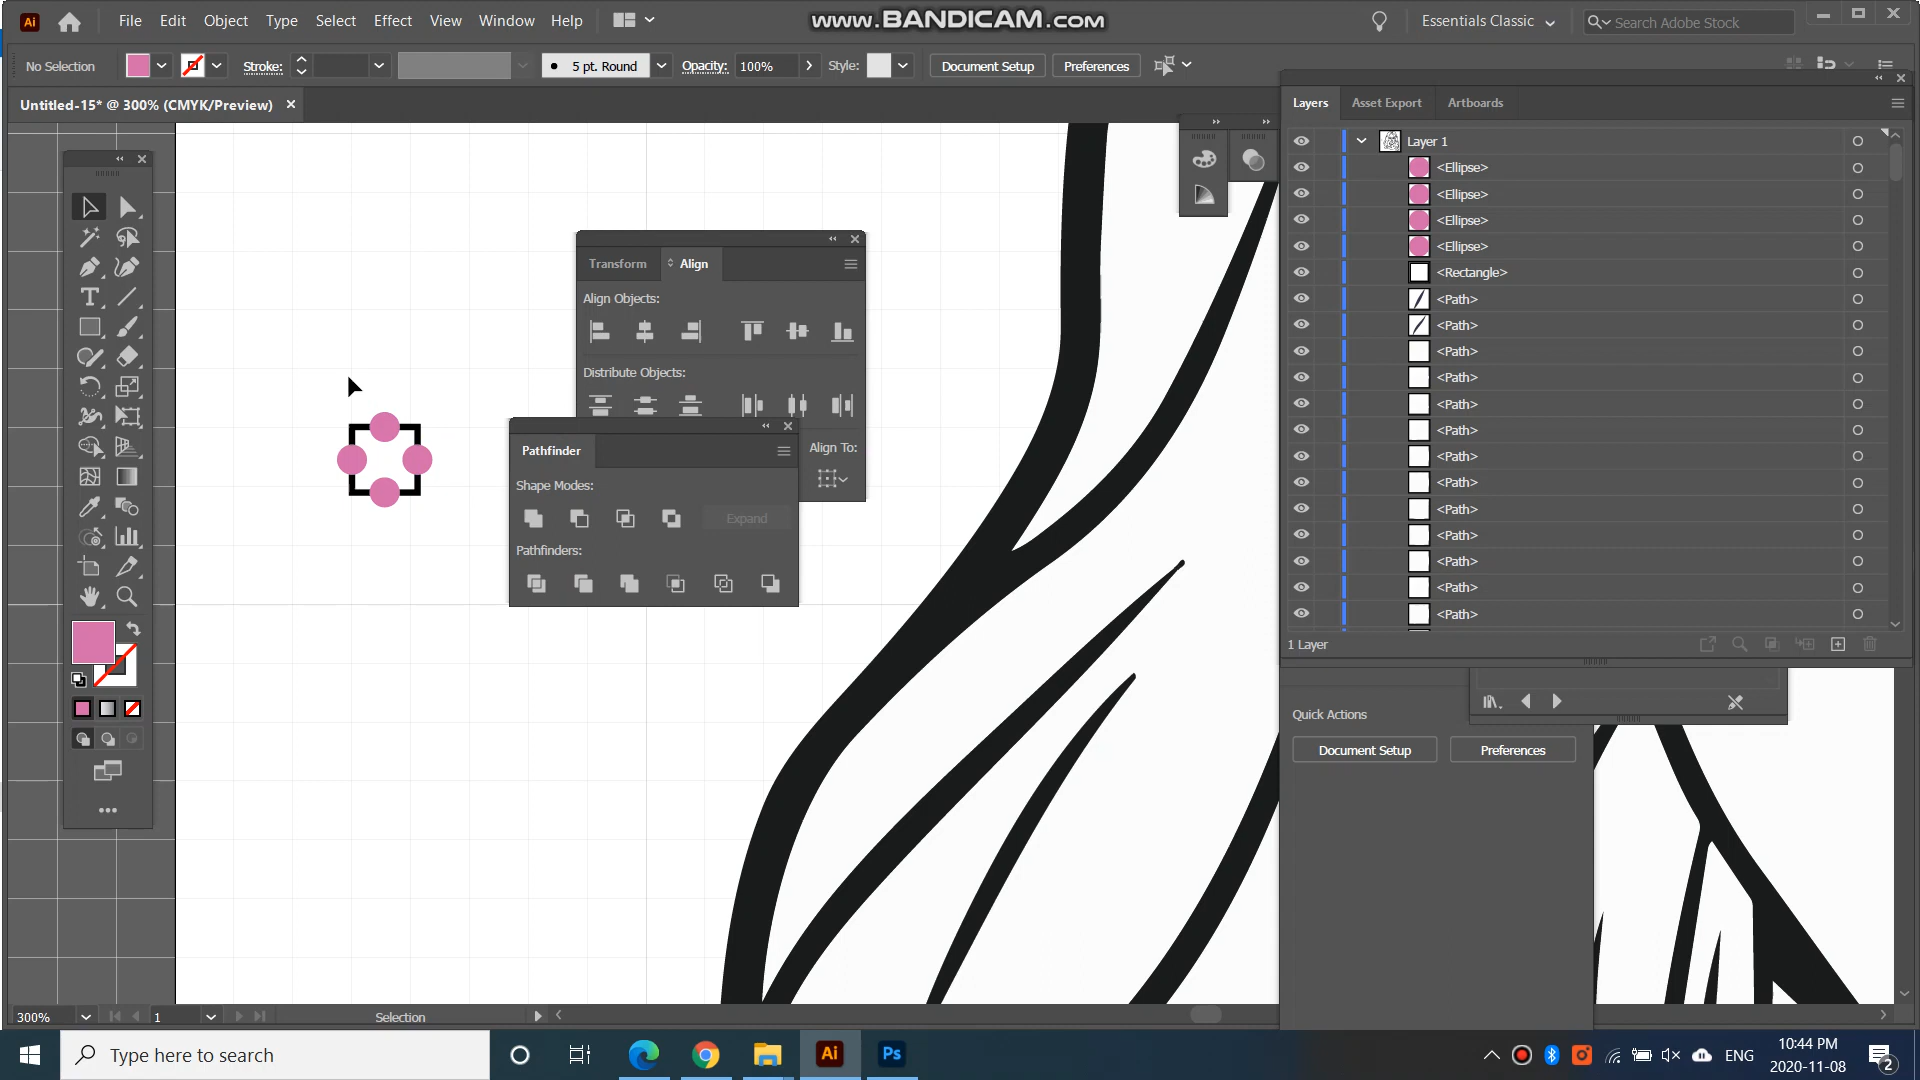 Ai File Edit Object Type Select Effect View Window Help www.BANDICAM.com Essentials Classic Search Adobe Stock
No Selection Stroke: 5 pt. Round Opacity: 100% Style: Document Setup Preferences
Untitled-15* @ 300% (CMYK/Preview)
Layers Asset Export Artboards
Layer 1
<Ellipse>
<Ellipse>
<Ellipse>
<Ellipse>
<Rectangle>
<Path>
<Path>
<Path>
<Path>
<Path>
<Path>
<Path>
<Path>
<Path>
<Path>
<Path>
<Path>
<Path>
1 Layer
Transform Align
Align Objects:
Distribute Objects:
Align To:
Pathfinder
Shape Modes:
Expand
Pathfinders:
Quick Actions
Document Setup Preferences
300% 1 Selection
Type here to search Ai Ps ENG 10:44 PM
2020-11-08 2